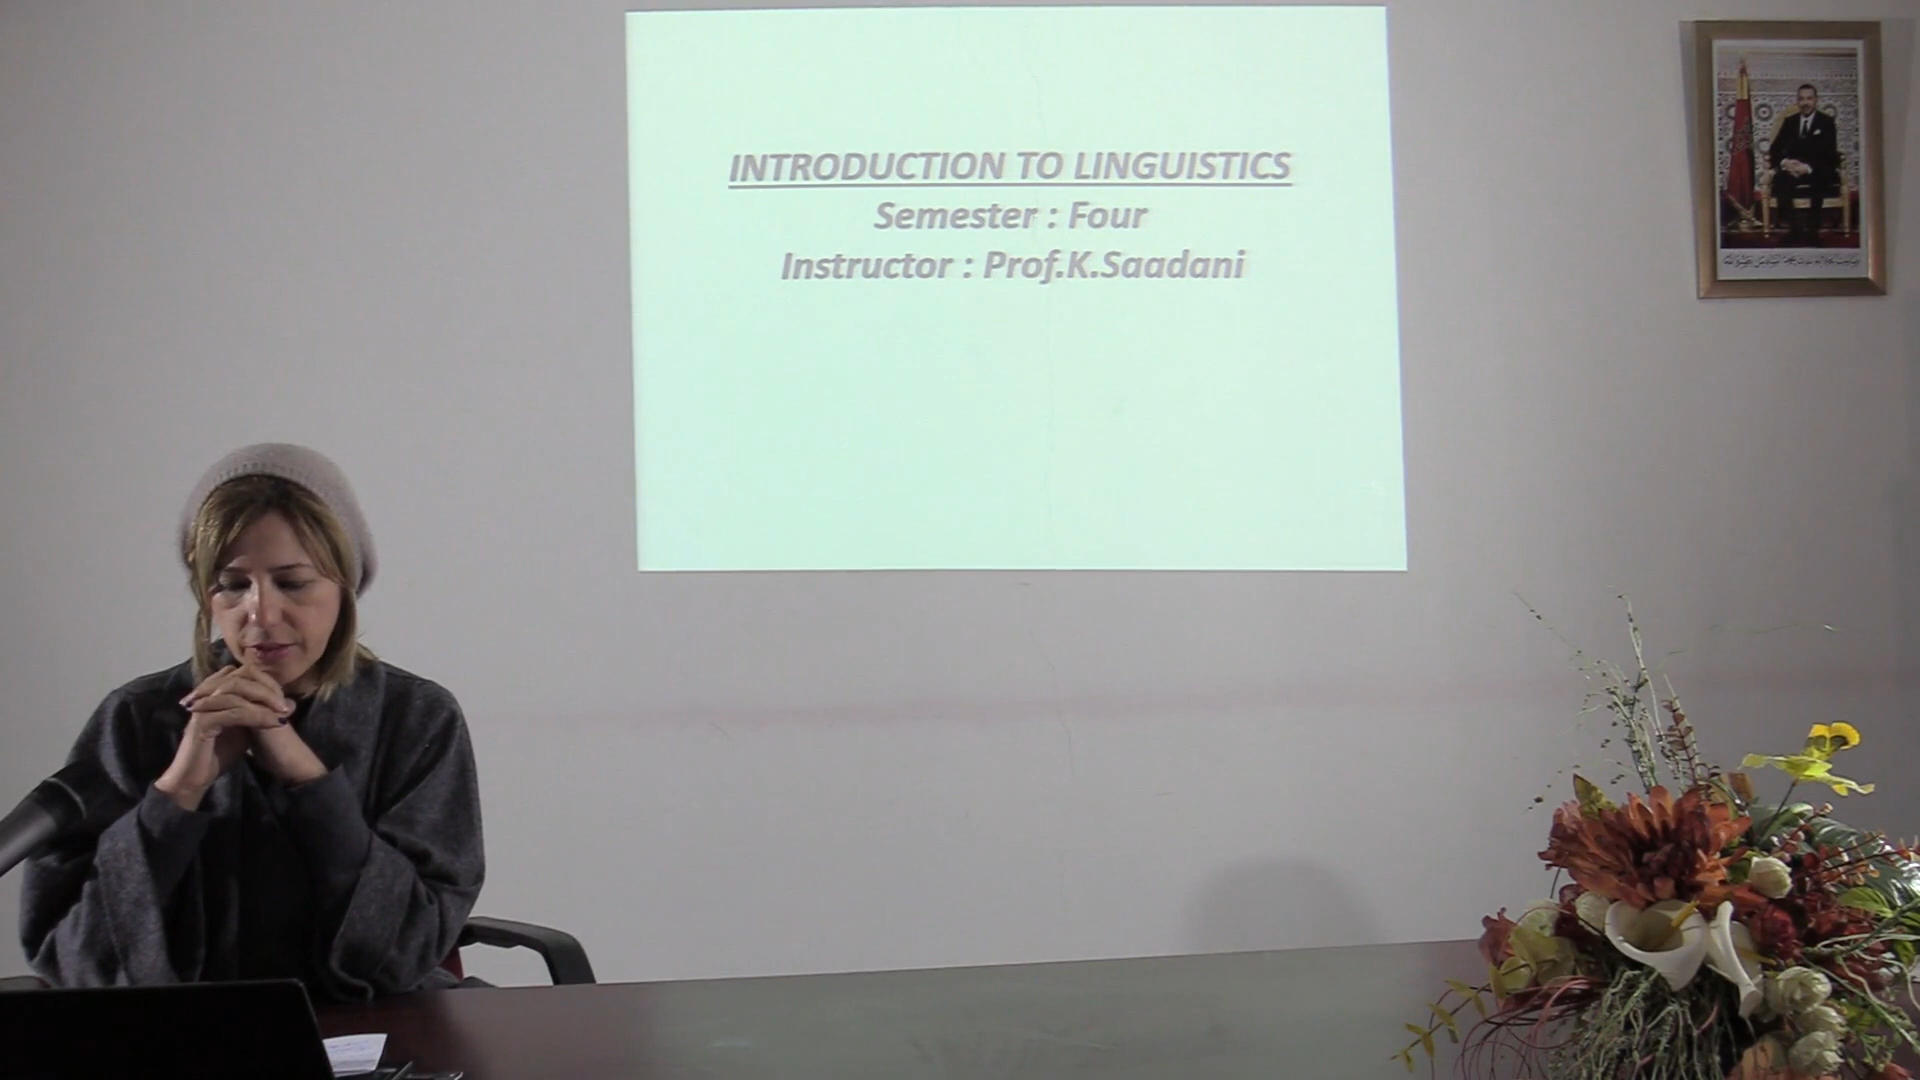 INTRODUCTION TO LINGUISTICS
Semester : Four
Instructor : Prof.K.Saadani